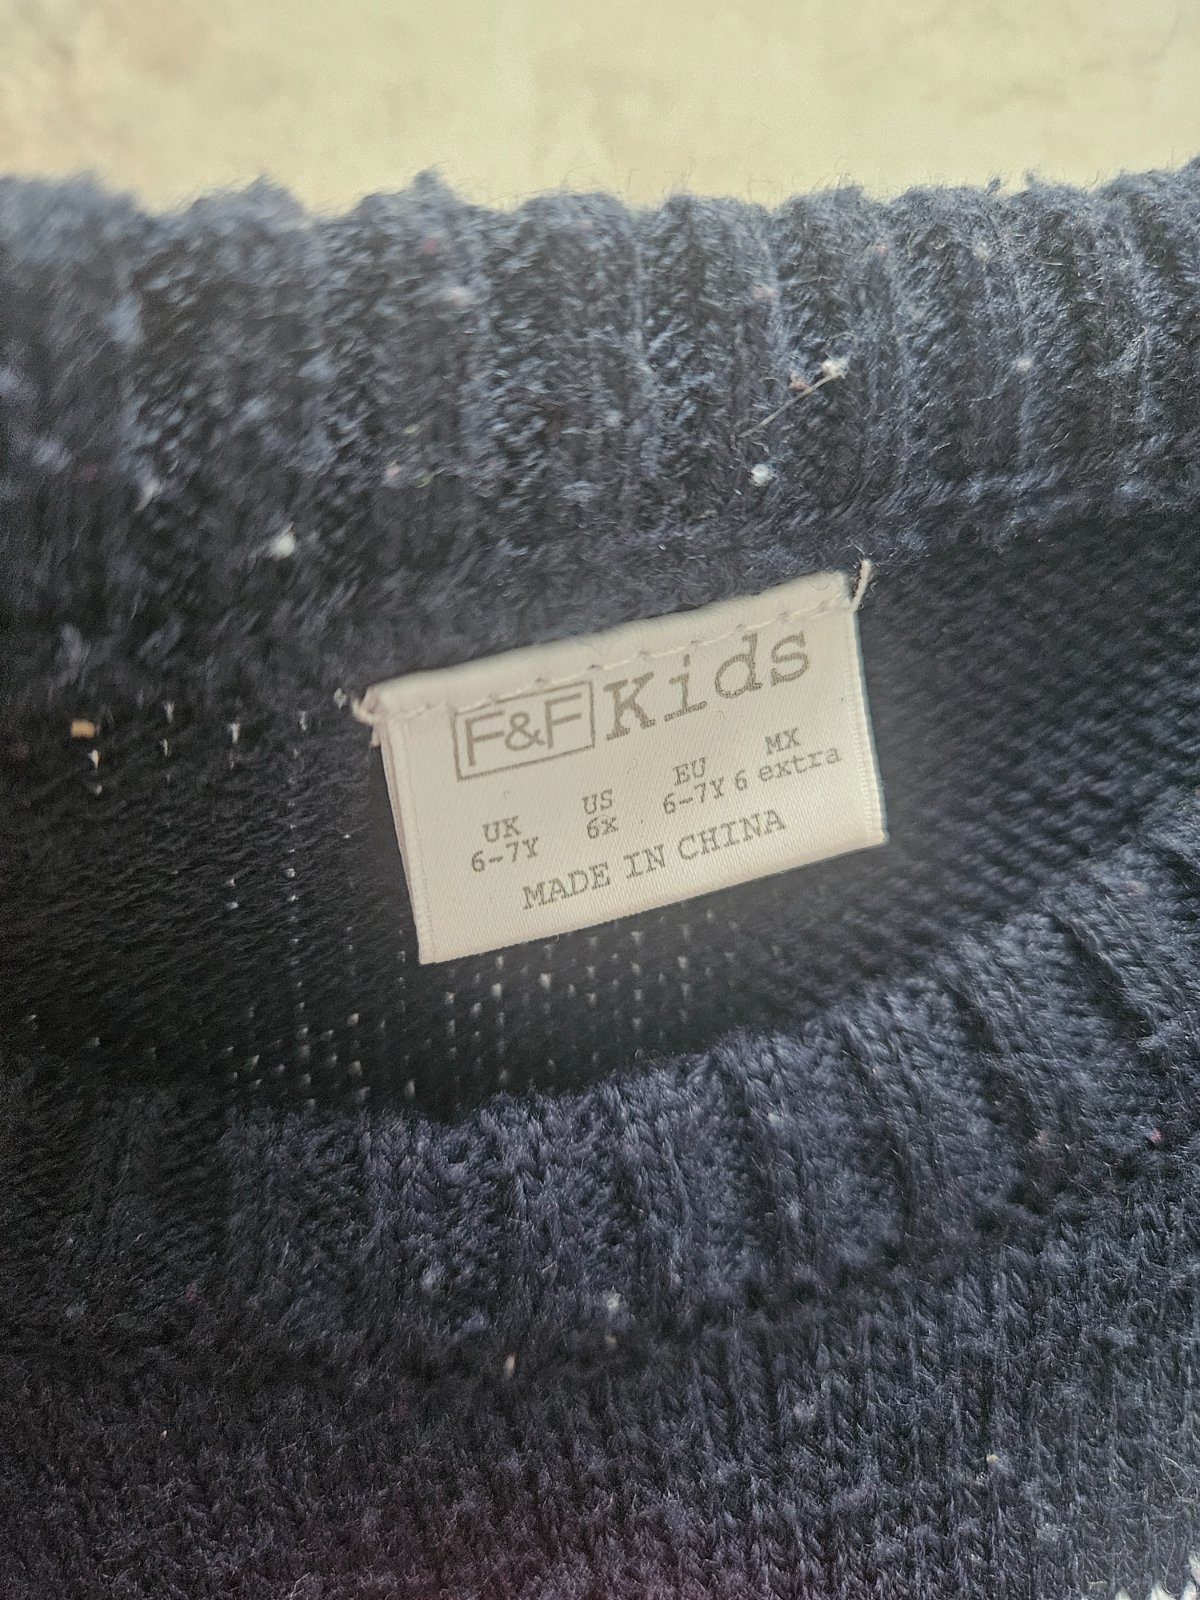 F&F Kids
UK US EU MX
6-7Y 6x 6-7Y 6 extra
MADE IN CHINA